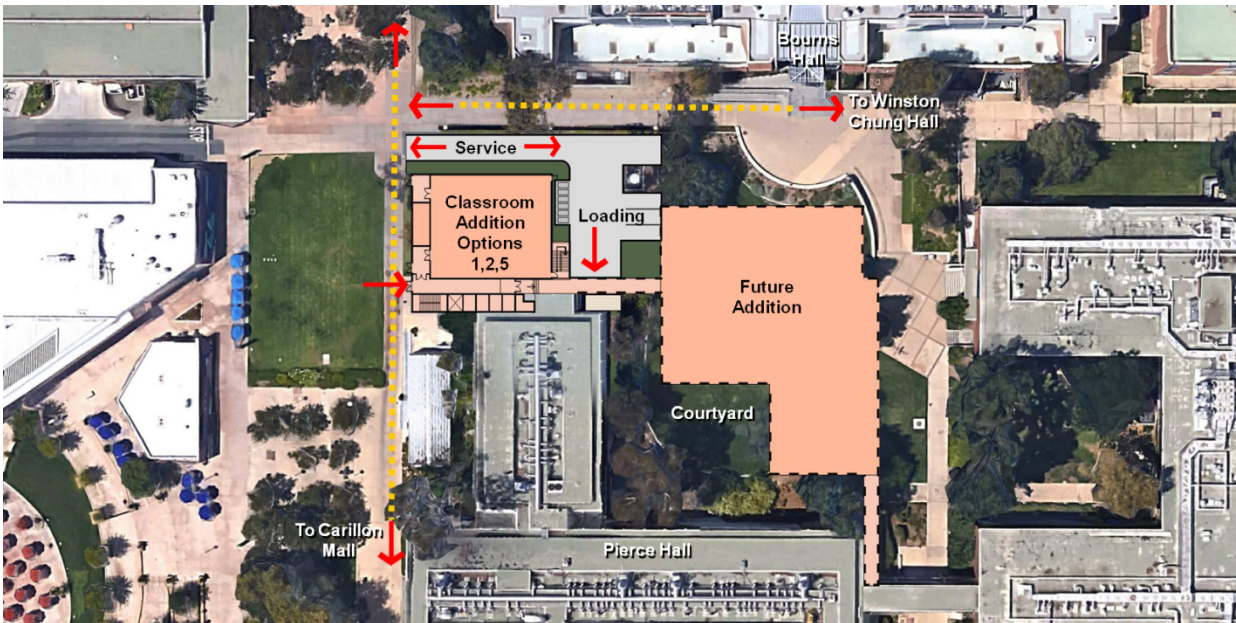 Bourns
Hall
To Winston
Chung Hall
STOP
Service
Classroom
Addition
Options
1,2,5
Loading
Future
Addition
Courtyard
To Carillon
Mall
Pierce Hall